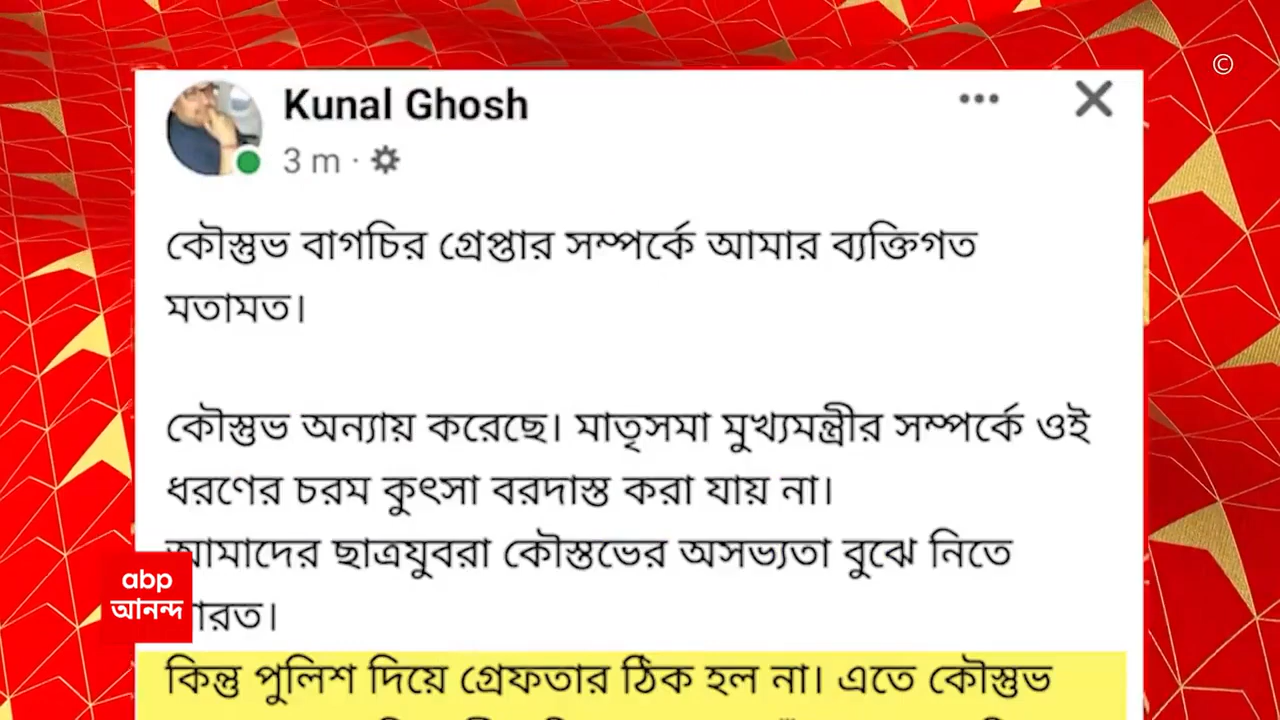 ©
Kunal Ghosh
3 m ·
কৌস্তুভ বাগচির গ্রেপ্তার সম্পর্কে আমার ব্যক্তিগত
মতামত।
কৌস্তুভ অন্যায় করেছে। মাতৃসমা মুখ্যমন্ত্রীর সম্পর্কে ওই
ধরণের চরম কুৎসা বরদাস্ত করা যায় না।
আমাদের ছাত্রযুবরা কৌস্তভের অসভ্যতা বুঝে নিতে
abp
আনন্দ
কিন্তু পুলিশ দিয়ে গ্রেফতার ঠিক হল না। এতে কৌস্তুভ